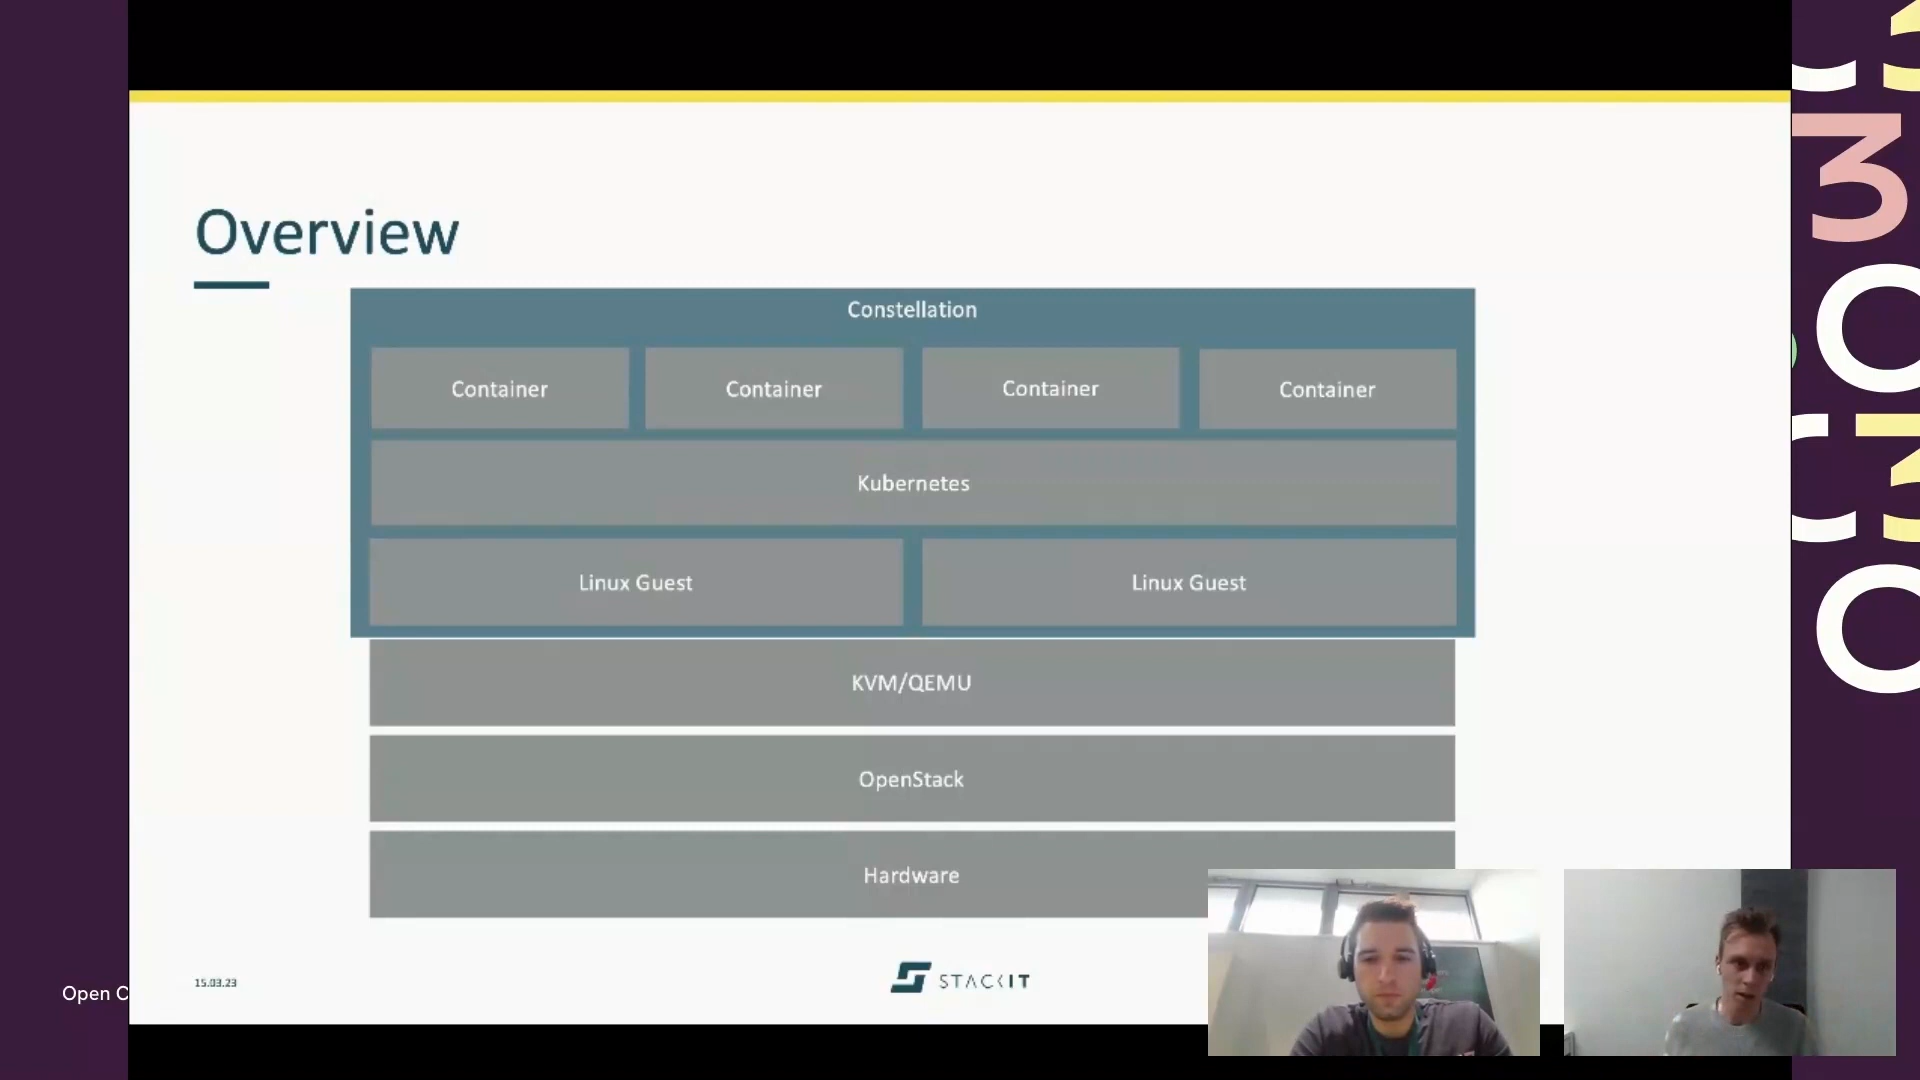 Overview
Constellation
Container Container Container Container
Kubernetes
Linux Guest Linux Guest
KVM/QEMU
OpenStack
Hardware
15.03.23
STACKIT
Open C